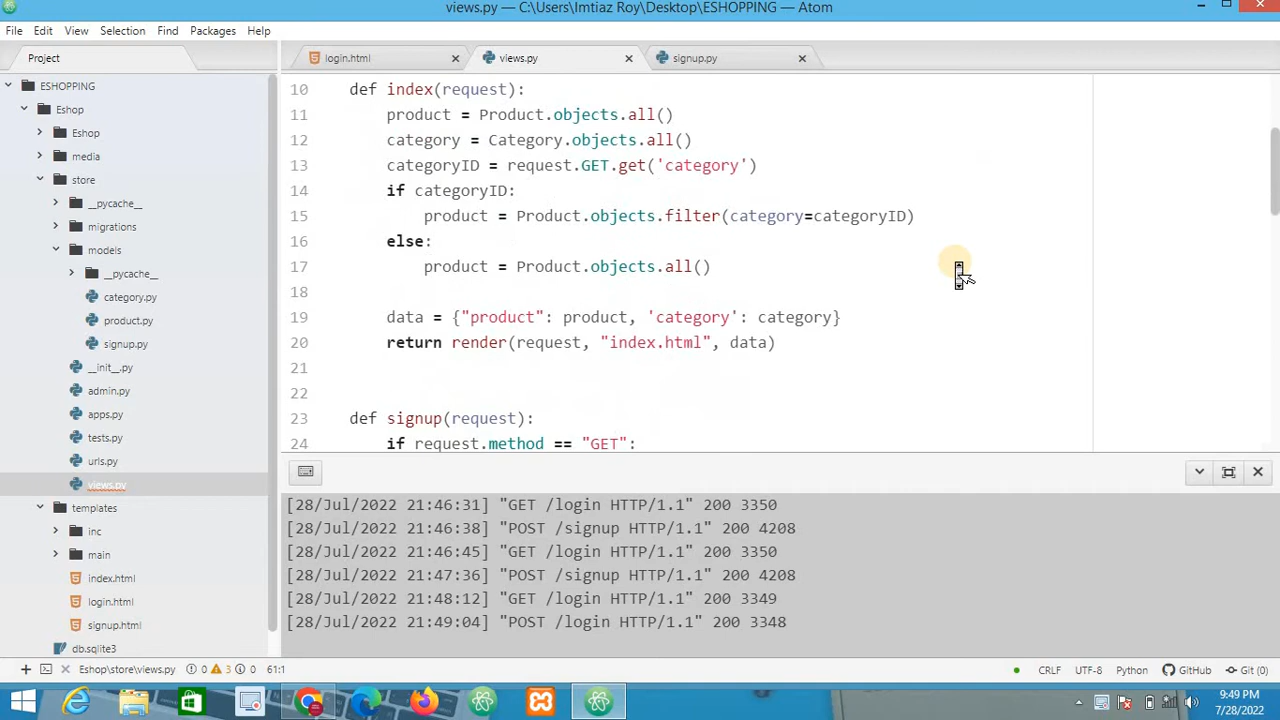 views.py — C:\Users\Imtiaz Roy\Desktop\ESHOPPING — Atom
File Edit View Selection Find Packages Help
Project
login.html
views.py
signup.py
ESHOPPING
Eshop
Eshop
media
store
__pycache__
migrations
models
__pycache__
category.py
product.py
signup.py
__init__.py
admin.py
apps.py
tests.py
urls.py
views.py
templates
inc
main
index.html
login.html
signup.html
db.sqlite3
10 def index(request):
11 product = Product.objects.all()
12 category = Category.objects.all()
13 categoryID = request.GET.get('category')
14 if categoryID:
15 product = Product.objects.filter(category=categoryID)
16 else:
17 product = Product.objects.all()
18
19 data = {"product": product, 'category': category}
20 return render(request, "index.html", data)
21
22
23 def signup(request):
24 if request.method == "GET":
[28/Jul/2022 21:46:31] "GET /login HTTP/1.1" 200 3350
[28/Jul/2022 21:46:38] "POST /signup HTTP/1.1" 200 4208
[28/Jul/2022 21:46:45] "GET /login HTTP/1.1" 200 3350
[28/Jul/2022 21:47:36] "POST /signup HTTP/1.1" 200 4208
[28/Jul/2022 21:48:12] "GET /login HTTP/1.1" 200 3349
[28/Jul/2022 21:49:04] "POST /login HTTP/1.1" 200 3348
Eshop\store\views.py 0 3 0 61:1 CRLF UTF-8 Python GitHub Git (0)
9:49 PM
7/28/2022